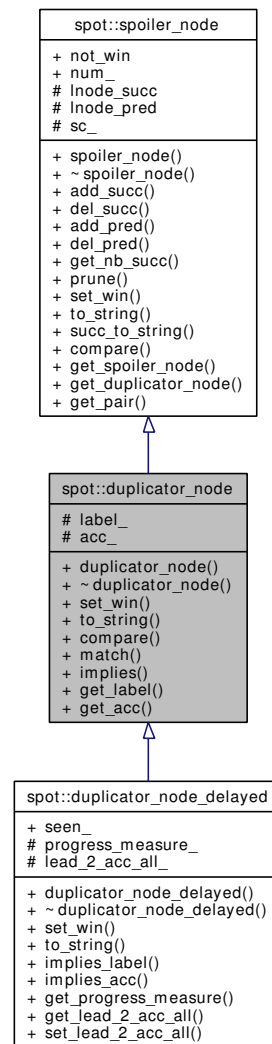 spot::spoiler_node
+ not_win
+ num_
# lnode_succ
# lnode_pred
# sc_
+ spoiler_node()
+ ~spoiler_node()
+ add_succ()
+ del_succ()
+ add_pred()
+ del_pred()
+ get_nb_succ()
+ prune()
+ set_win()
+ to_string()
+ succ_to_string()
+ compare()
+ get_spoiler_node()
+ get_duplicator_node()
+ get_pair()
spot::duplicator_node
# label_
# acc_
+ duplicator_node()
+ ~duplicator_node()
+ set_win()
+ to_string()
+ compare()
+ match()
+ implies()
+ get_label()
+ get_acc()
spot::duplicator_node_delayed
+ seen_
# progress_measure_
# lead_2_acc_all_
+ duplicator_node_delayed()
+ ~duplicator_node_delayed()
+ set_win()
+ to_string()
+ implies_label()
+ implies_acc()
+ get_progress_measure()
+ get_lead_2_acc_all()
+ set_lead_2_acc_all()